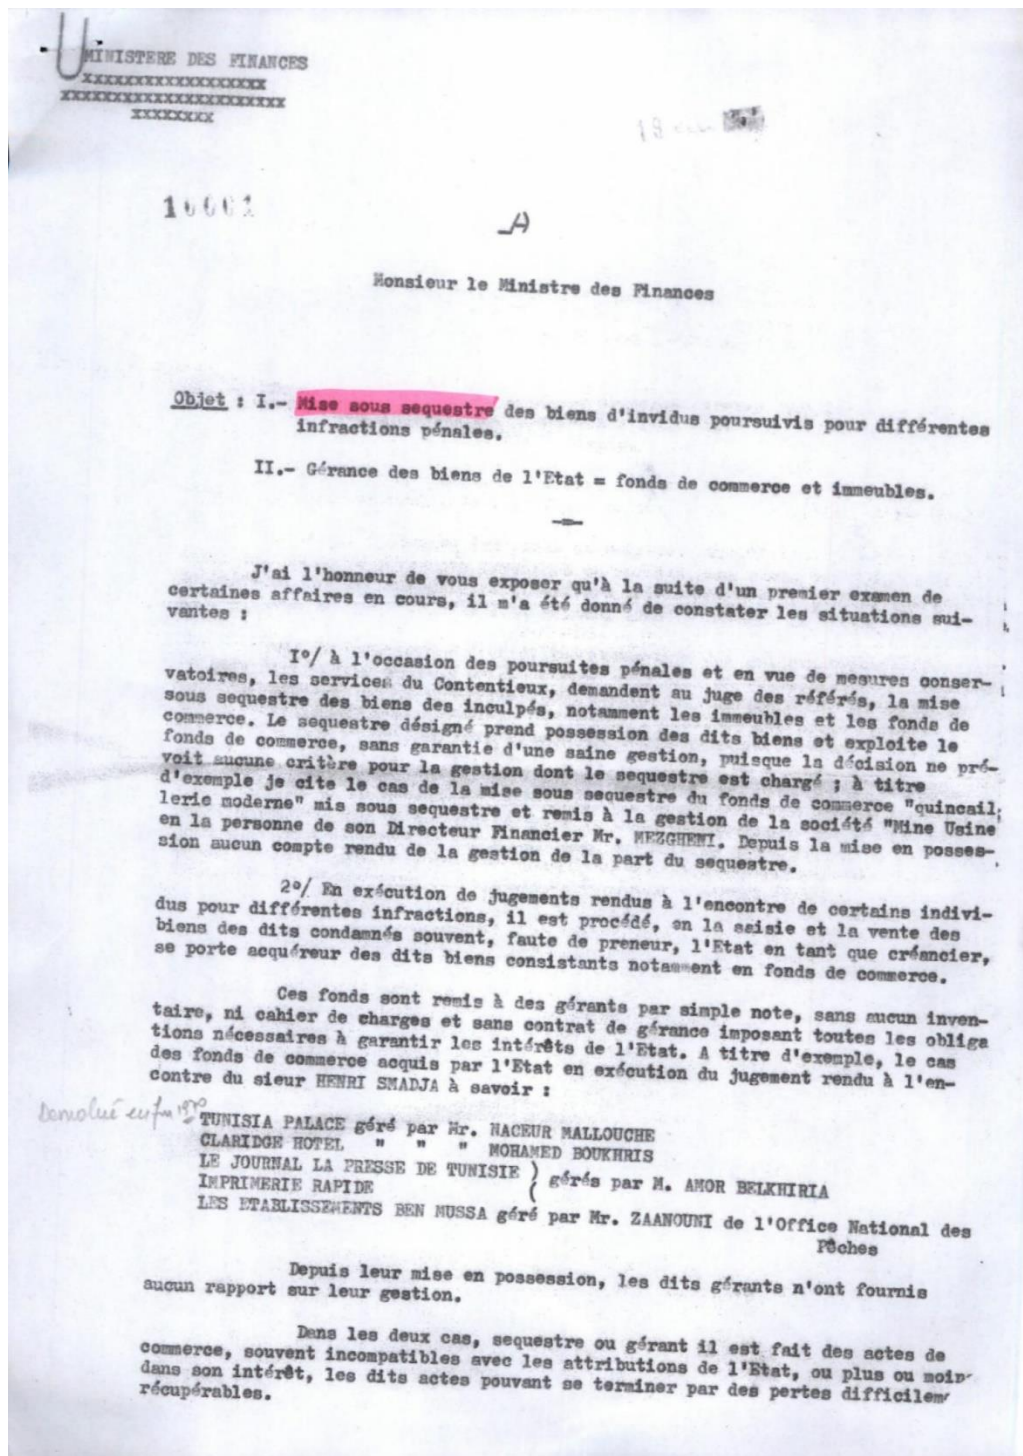 MINISTERE DES FINANCES
xxxxxxxxxxxxxxxxxx
xxxxxxxxxxxxxxxxxxxxxx
xxxxxxxx
19
10001
A
Monsieur le Ministre des Finances
Objet : I.- Mise sous sequestre des biens d'invidus poursuivis pour différentes
infractions pénales.
II.- Gérance des biens de l'Etat = fonds de commerce et immeubles.
J'ai l'honneur de vous exposer qu'à la suite d'un premier examen de
certaines affaires en cours, il m'a été donné de constater les situations sui-
vantes :
I°/ à l'occasion des poursuites pénales et en vue de mesures conser-
vatoires, les services du Contentieux, demandent au juge des référés, la mise
sous sequestre des biens des inculpés, notamment les immeubles et les fonds de
commerce. Le sequestre désigné prend possession des dits biens et exploite le
fonds de commerce, sans garantie d'une saine gestion, puisque la décision ne pré-
voit aucune critère pour la gestion dont le sequestre est chargé ; à titre
d'exemple je cite le cas de la mise sous sequestre du fonds de commerce "quincail;
lerie moderne" mis sous sequestre et remis à la gestion de la société "Mine Usine
en la personne de son Directeur Financier Mr. MEZGHENI. Depuis la mise en posses-
sion aucun compte rendu de la gestion de la part du sequestre.
2°/ En exécution de jugements rendus à l'encontre de certains indivi-
dus pour différentes infractions, il est procédé, en la saisie et la vente des
biens des dits condamnés souvent, faute de preneur, l'Etat en tant que créancier,
se porte acquéreur des dits biens consistants notamment en fonds de commerce.
Ces fonds sont remis à des gérants par simple note, sans aucun inven-
taire, ni cahier de charges et sans contrat de gérance imposant toutes les obliga
tions nécessaires à garantir les intérêts de l'Etat. A titre d'exemple, le cas
des fonds de commerce acquis par l'Etat en exécution du jugement rendu à l'en-
contre du sieur HENRI SMADJA à savoir :
TUNISIA PALACE géré par Mr. NACEUR MALLOUCHE
CLARIDGE HOTEL " " " MOHAMED BOUKHRIS
LE JOURNAL LA PRESSE DE TUNISIE )
IMPRIMERIE RAPIDE ( gérés par M. AMOR BELKHIRIA
LES ETABLISSEMENTS BEN MUSSA géré par Mr. ZAANOUNI de l'Office National des
Pêches
Depuis leur mise en possession, les dits gérants n'ont fournis
aucun rapport sur leur gestion.
Dans les deux cas, sequestre ou gérant il est fait des actes de
commerce, souvent incompatibles avec les attributions de l'Etat, ou plus ou moin
dans son intérêt, les dits actes pouvant se terminer par des pertes difficilem
récupérables.